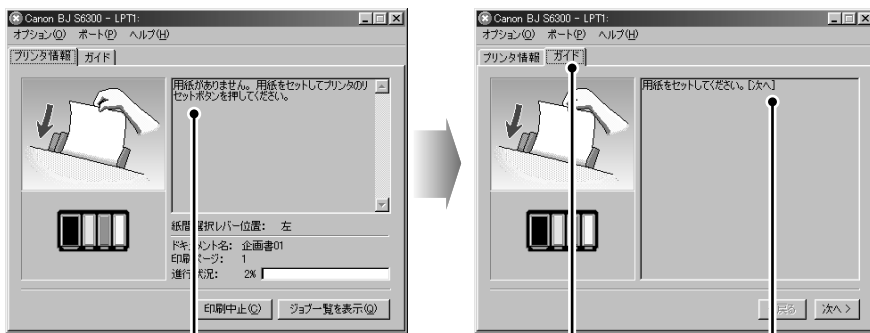 Canon BJ S6300 - LPT1:
オプション(O) ポート(P) ヘルプ(H)
プリンタ情報 ガイド
用紙がありません。用紙をセットしてプリンタのリ
セットボタンを押してください。
紙間選択レバー位置: 左
ドキュメント名: 企画書01
印刷ページ: 1
進行状況: 2%
印刷中止(C) ジョブ一覧を表示(Q)
Canon BJ S6300 - LPT1:
オプション(O) ポート(P) ヘルプ(H)
プリンタ情報 ガイド
用紙をセットしてください。[次へ]
戻る 次へ >